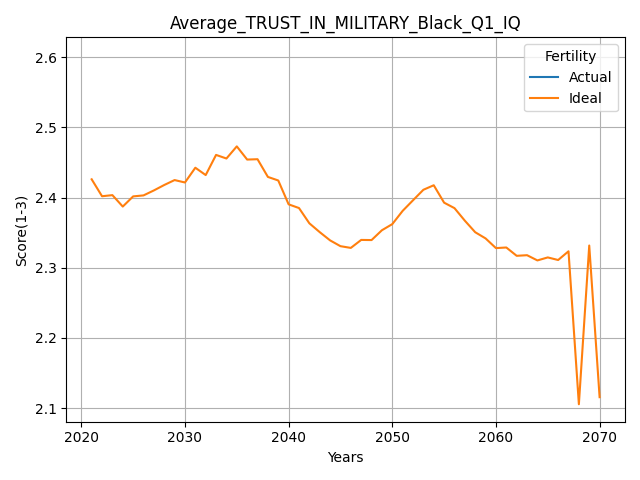 Average_TRUST_IN_MILITARY_Black_Q1_IQ
Fertility
Actual
Ideal
Score(1-3)
2.6
2.5
2.4
2.3
2.2
2.1
2020 2030 2040 2050 2060 2070
Years